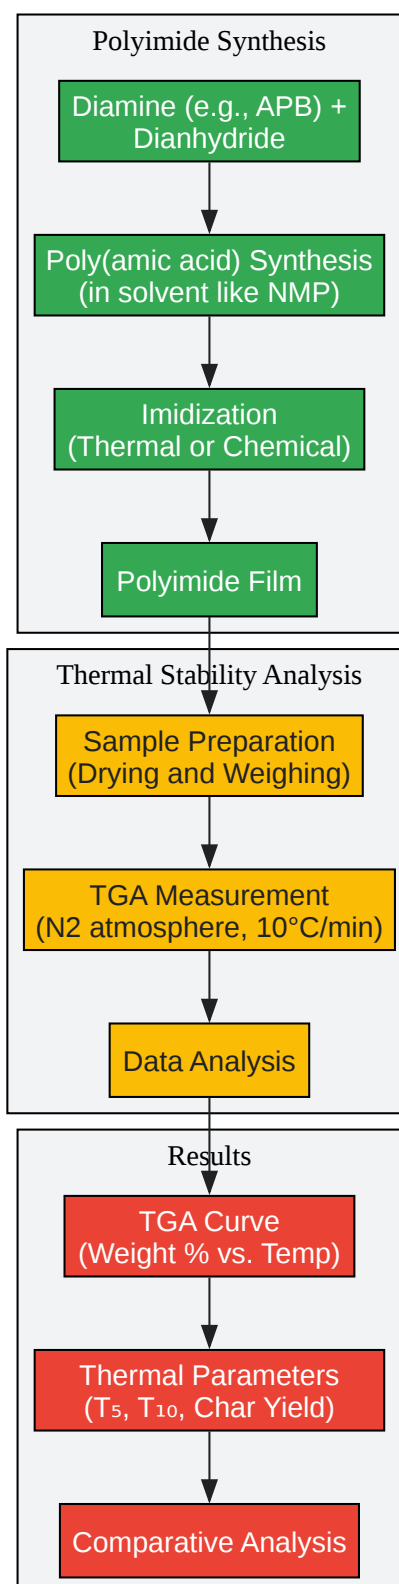 Polyimide Synthesis
Diamine (e.g., APB) +
Dianhydride
Poly(amic acid) Synthesis
(in solvent like NMP)
Imidization
(Thermal or Chemical)
Polyimide Film
Thermal Stability Analysis
Sample Preparation
(Drying and Weighing)
TGA Measurement
(N2 atmosphere, 10°C/min)
Data Analysis
Results
TGA Curve
(Weight % vs. Temp)
Thermal Parameters
(T₅, T₁₀, Char Yield)
Comparative Analysis